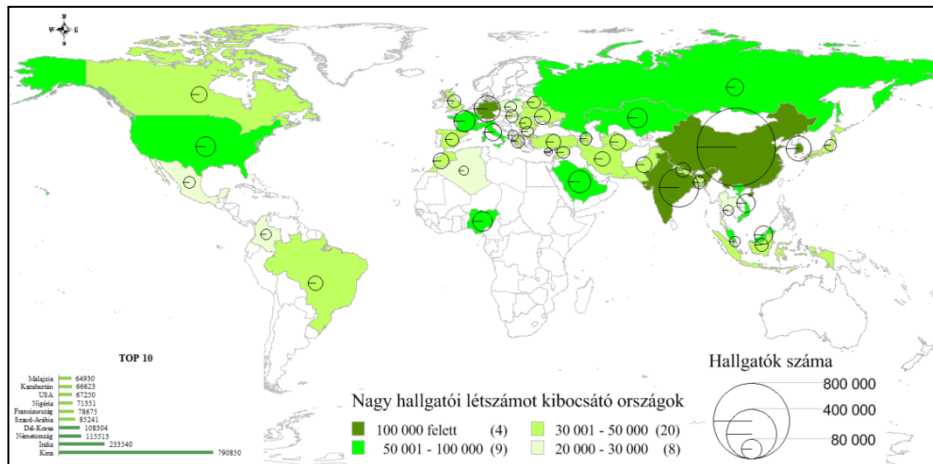 N
W E
S
TOP 10
Malajzia 64930
Kazahsztán 66623
USA 67250
Nigéria 71351
Franciaország 78675
Szaud-Arábia 85241
Dél-Korea 108304
Németország 115513
India 233540
Kína 790850
Nagy hallgatói létszámot kibocsátó országok
100 000 felett (4) 30 001 - 50 000 (20)
50 001 - 100 000 (9) 20 000 - 30 000 (8)
Hallgatók száma
800 000
400 000
80 000